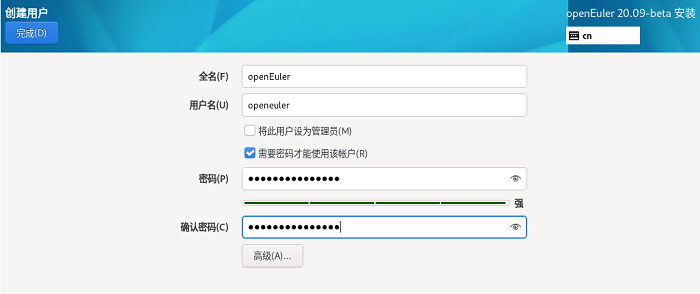 创建用户
openEuler 20.09-beta 安装
完成(D)
cn
全名(F)
openEuler
用户名(U)
openeuler
将此用户设为管理员(M)
需要密码才能使用该帐户(R)
密码(P)
●●●●●●●●●●●●●●●
强
确认密码(C)
●●●●●●●●●●●●●●●
高级(A)...